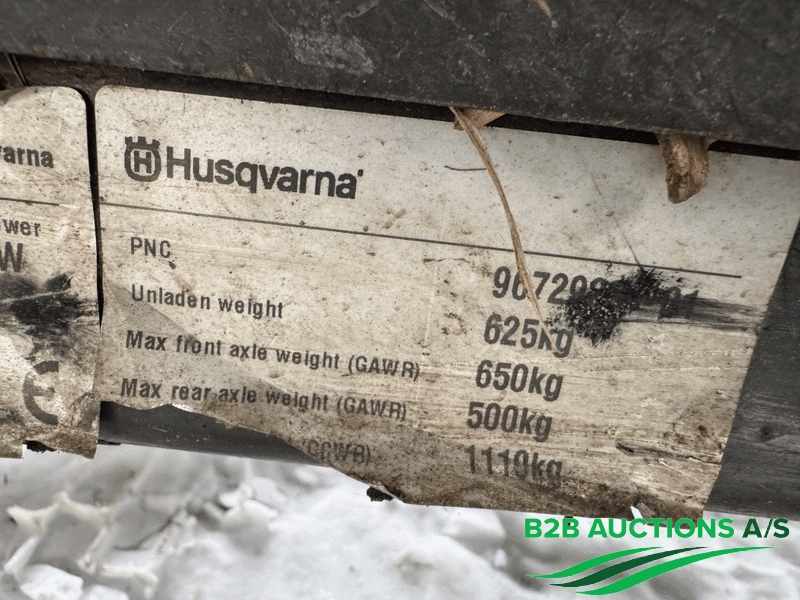 varna
wer
W
CE
Husqvarna
PNC
Unladen weight 625kg
Max front axle weight (GAWR) 650kg
Max rear axle weight (GAWR) 500kg
1110kg
B2B AUCTIONS A/S